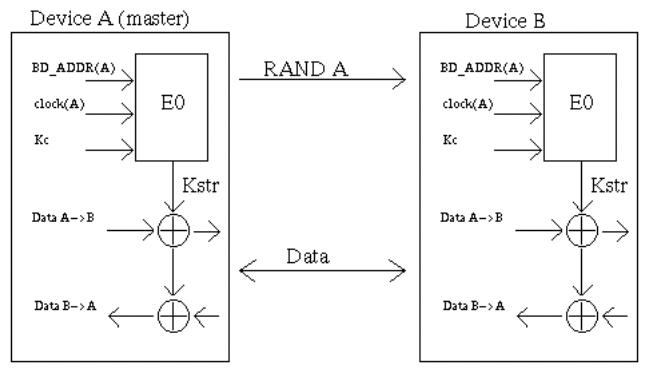 Device A (master)
BD_ADDR(A)
clock(A)
Kc
E0
Kstr
Data A->B
Data B->A
RAND A
Data
Device B
BD_ADDR(A)
clock(A)
Kc
E0
Kstr
Data A->B
Data B->A